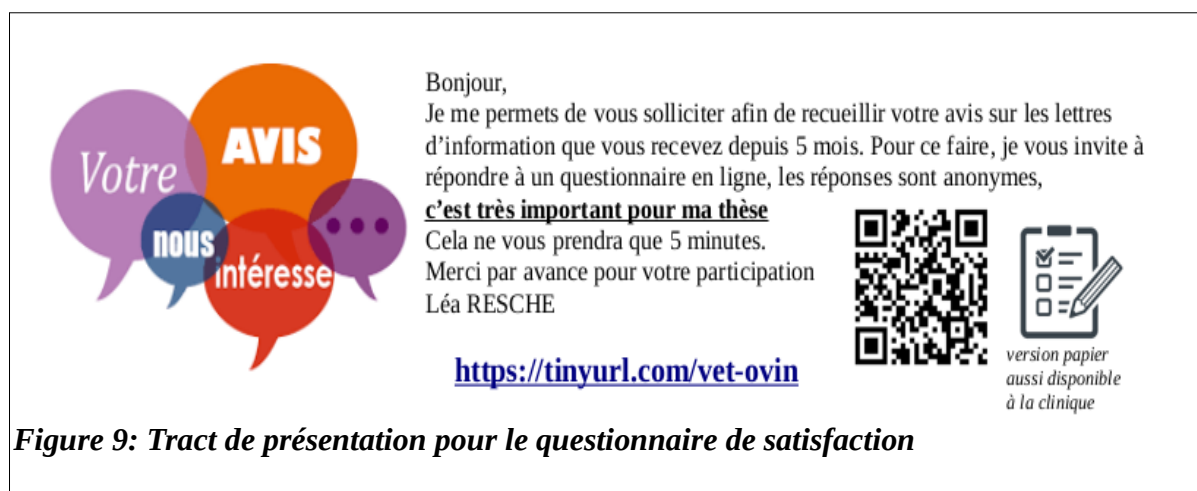 Votre
AVIS
nous
intéresse
Bonjour,
Je me permets de vous solliciter afin de recueillir votre avis sur les lettres
d’information que vous recevez depuis 5 mois. Pour ce faire, je vous invite à
répondre à un questionnaire en ligne, les réponses sont anonymes,
c’est très important pour ma thèse
Cela ne vous prendra que 5 minutes.
Merci par avance pour votre participation
Léa RESCHE
https://tinyurl.com/vet-ovin
version papier
aussi disponible
à la clinique
Figure 9: Tract de présentation pour le questionnaire de satisfaction